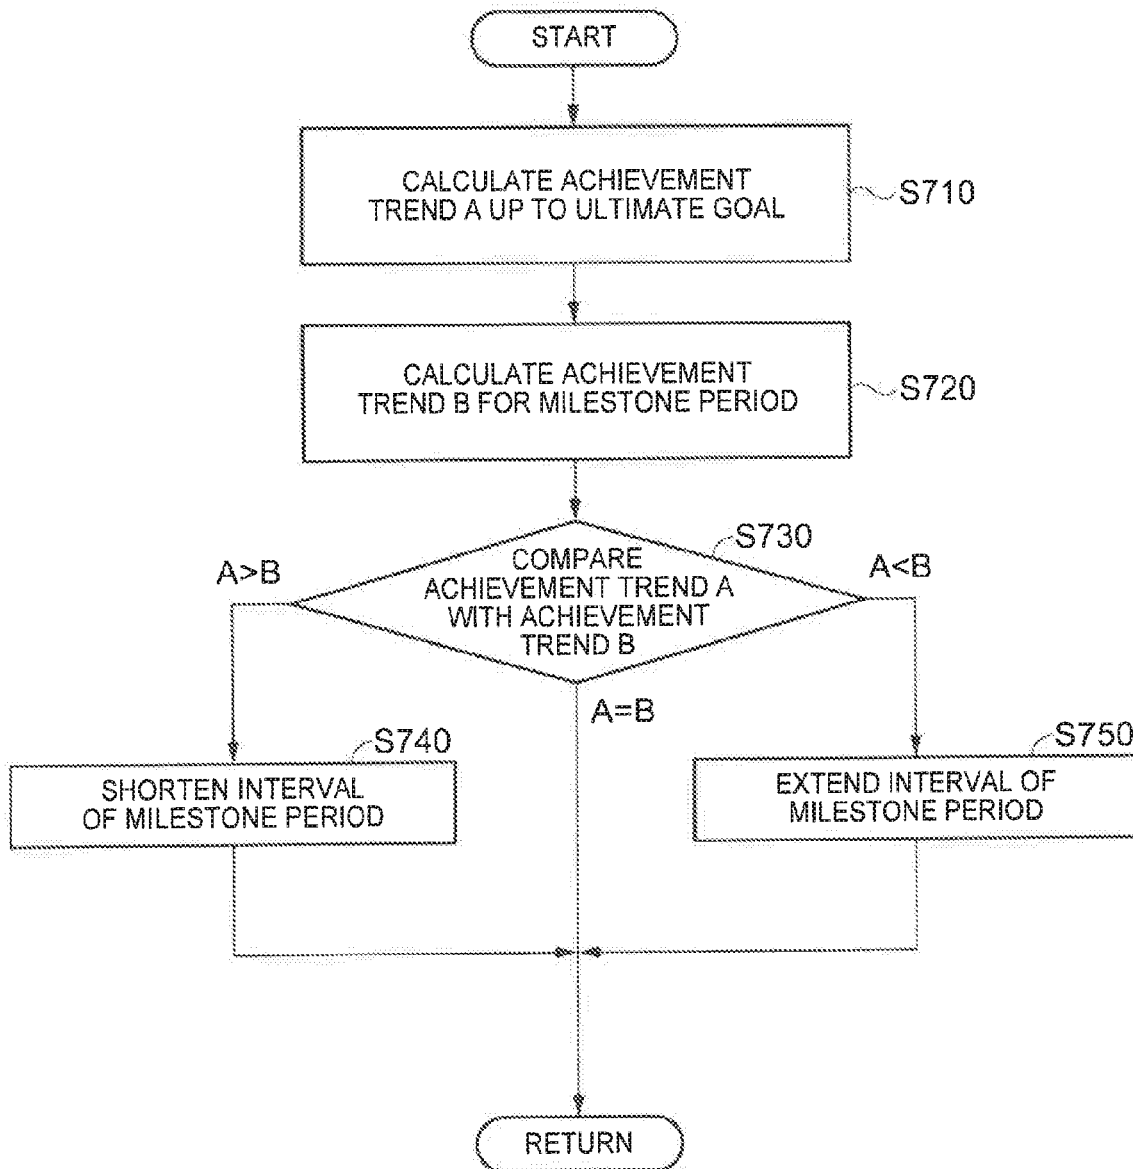 START
CALCULATE ACHIEVEMENT
TREND A UP TO ULTIMATE GOAL
S710
CALCULATE ACHIEVEMENT
TREND B FOR MILESTONE PERIOD
S720
S730
COMPARE
ACHIEVEMENT TREND A
WITH ACHIEVEMENT
TREND B
A>B
A<B
A=B
S740
SHORTEN INTERVAL
OF MILESTONE PERIOD
S750
EXTEND INTERVAL OF
MILESTONE PERIOD
RETURN